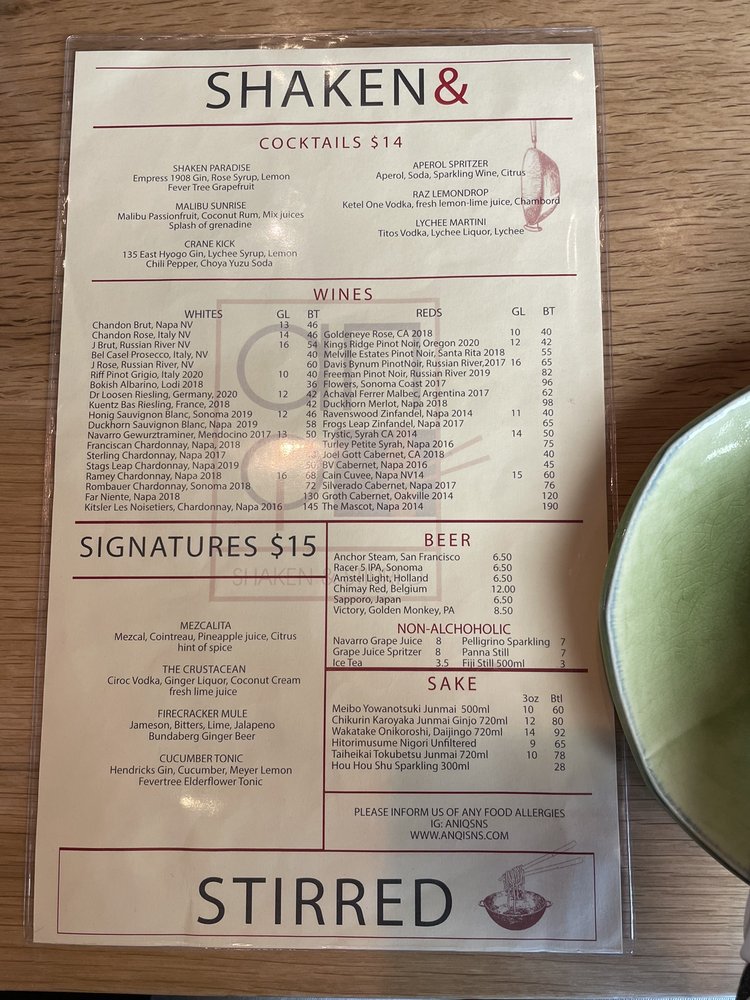 SHAKEN&
COCKTAILS $14
SHAKEN PARADISE
Empress 1908 Gin, Rose Syrup, Lemon
Fever Tree Grapefruit
MALIBU SUNRISE
Malibu Passionfruit, Coconut Rum, Mix juices
Splash of grenadine
CRANE KICK
135 East Hyogo Gin, Lychee Syrup, Lemon
Chili Pepper, Choya Yuzu Soda
APEROL SPRITZER
Aperol, Soda, Sparkling Wine, Citrus
RAZ LEMONDROP
Ketel One Vodka, fresh lemon-lime juice, Chambord
LYCHEE MARTINI
Titos Vodka, Lychee Liquor, Lychee
WINES
WHITES GL BT
Chandon Brut, Napa NV 13 46
Chandon Rose, Italy NV 14 46
J Brut, Russian River NV 16 54
Bel Casel Prosecco, Italy, NV 40
J Rose, Russian River, NV 60
Riff Pinot Grigio, Italy 2020 10 40
Bokish Albarino, Lodi 2018 36
Dr Loosen Riesling, Germany, 2020 12 42
Kuentz Bas Riesling, France, 2018 42
Honig Sauvignon Blanc, Sonoma 2019 12 46
Duckhorn Sauvignon Blanc, Napa 2019 58
Navarro Gewurztraminer, Mendocino 2017 13 50
Franciscan Chardonnay, Napa, 2018
Sterling Chardonnay, Napa 2017
Stags Leap Chardonnay, Napa 2019
Ramey Chardonnay, Napa 2018 16 68
Rombauer Chardonnay, Sonoma 2018 72
Far Niente, Napa 2018 130
Kitsler Les Noisetiers, Chardonnay, Napa 2016 145
REDS GL BT
Goldeneye Rose, CA 2018 10 40
Kings Ridge Pinot Noir, Oregon 2020 12 42
Melville Estates Pinot Noir, Santa Rita 2018 55
Davis Bynum PinotNoir, Russian River,2017 16 65
Freeman Pinot Noir, Russian River 2019 82
Flowers, Sonoma Coast 2017 96
Achaval Ferrer Malbec, Argentina 2017 62
Duckhorn Merlot, Napa 2018 98
Ravenswood Zinfandel, Napa 2014 11 40
Frogs Leap Zinfandel, Napa 2017 65
Trystic, Syrah CA 2014 14 50
Turley Petite Syrah, Napa 2016 75
Joel Gott Cabernet, CA 2018 40
BV Cabernet, Napa 2016 45
Cain Cuvee, Napa NV14 15 60
Silverado Cabernet, Napa 2017 76
Groth Cabernet, Oakville 2014 120
The Mascot, Napa 2014 190
SIGNATURES $15
MEZCALITA
Mezcal, Cointreau, Pineapple juice, Citrus
hint of spice
THE CRUSTACEAN
Ciroc Vodka, Ginger Liquor, Coconut Cream
fresh lime juice
FIRECRACKER MULE
Jameson, Bitters, Lime, Jalapeno
Bundaberg Ginger Beer
CUCUMBER TONIC
Hendricks Gin, Cucumber, Meyer Lemon
Fevertree Elderflower Tonic
BEER
Anchor Steam, San Francisco 6.50
Racer 5 IPA, Sonoma 6.50
Amstel Light, Holland 6.50
Chimay Red, Belgium 12.00
Sapporo, Japan 6.50
Victory, Golden Monkey, PA 8.50
NON-ALCHOHOLIC
Navarro Grape Juice 8 Pelligrino Sparkling 7
Grape Juice Spritzer 8 Panna Still 7
Ice Tea 3.5 Fiji Still 500ml 3
SAKE
3oz Btl
Meibo Yowanotsuki Junmai 500ml 10 60
Chikurin Karoyaka Junmai Ginjo 720ml 12 80
Wakatake Onikoroshi, Daijingo 720ml 14 92
Hitorimusume Nigori Unfiltered 9 65
Taiheikai Tokubetsu Junmai 720ml 10 78
Hou Hou Shu Sparkling 300ml 28
PLEASE INFORM US OF ANY FOOD ALLERGIES
IG: ANIQSNS
WWW.ANQISNS.COM
STIRRED